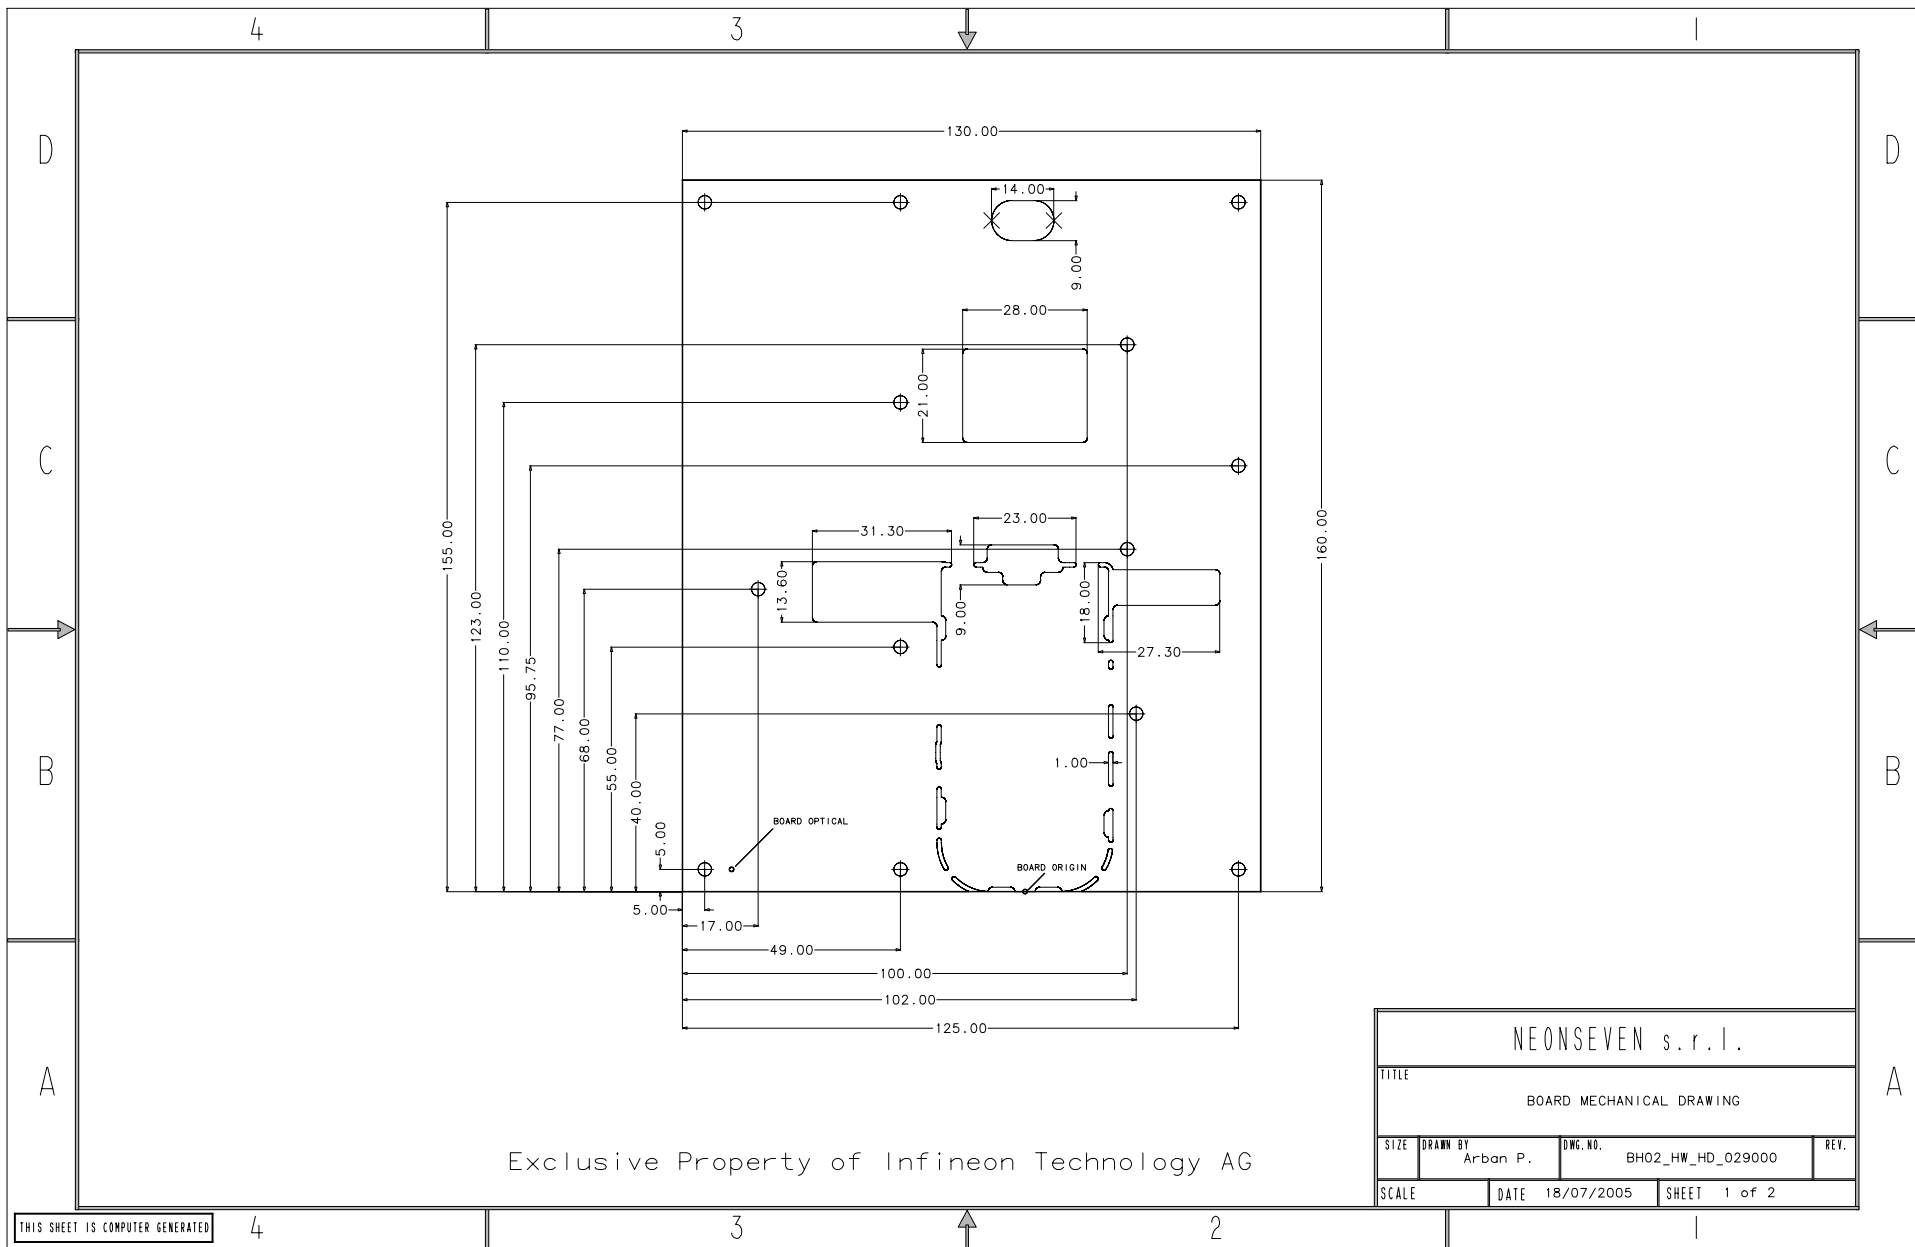 4
3
1
D
D
130.00
14.00
9.00
28.00
21.00
C
C
155.00
123.00
110.00
95.75
77.00
68.00
55.00
40.00
5.00
31.30
13.60
23.00
9.00
18.00
27.30
160.00
1.00
B
B
BOARD OPTICAL
BOARD ORIGIN
5.00
17.00
49.00
100.00
102.00
125.00
A
A
NEONSEVEN s.r.l.
TITLE
BOARD MECHANICAL DRAWING
SIZE DRAWN BY DWG.NO. REV.
Arban P. BH02_HW_HD_029000
SCALE DATE 18/07/2005 SHEET 1 of 2
Exclusive Property of Infineon Technology AG
THIS SHEET IS COMPUTER GENERATED
4
3
2
1